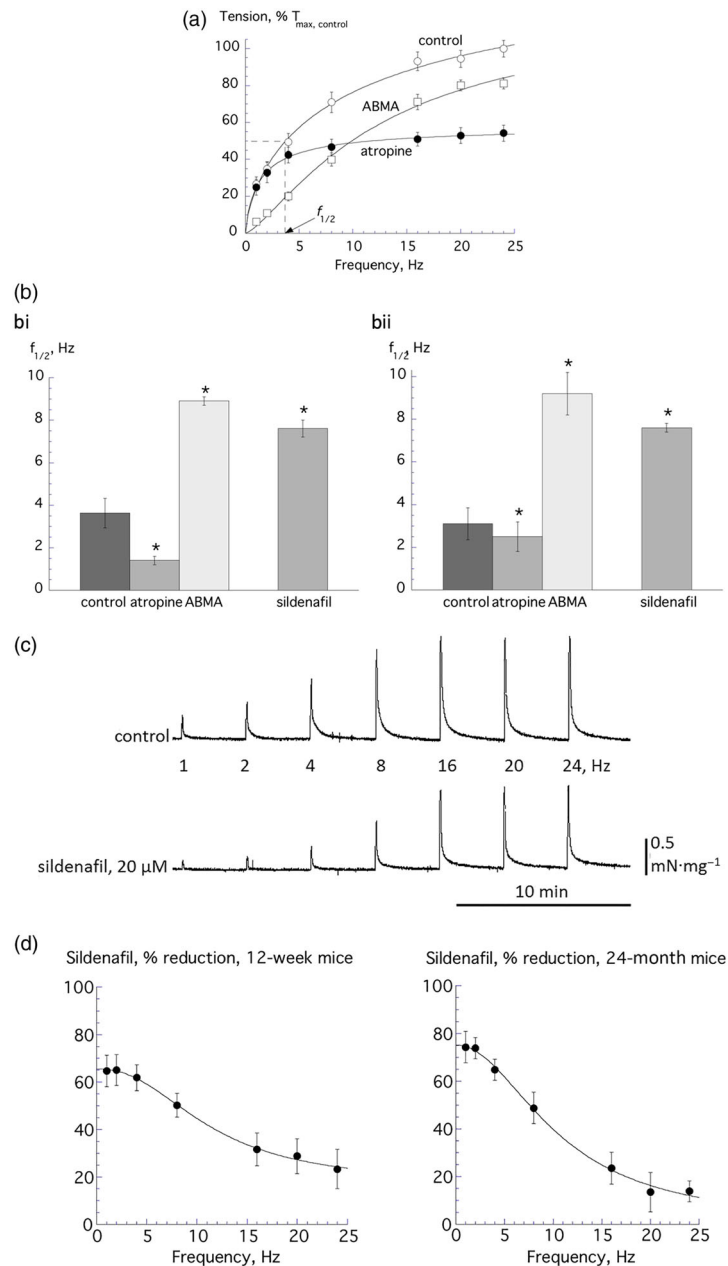 (a)
Tension, % Tmax, control
100
80
60
40
20
0
control
ABMA
atropine
f1/2
0 5 10 15 20 25
Frequency, Hz
(b)
bi
f1/2, Hz
10
8
6
4
2
0
*
*
*
control atropine ABMA sildenafil
bii
f1/2, Hz
10
8
6
4
2
0
*
*
*
control atropine ABMA sildenafil
(c)
control
1 2 4 8 16 20 24, Hz
sildenafil, 20 µM
0.5
mN·mg–1
10 min
(d)
Sildenafil, % reduction, 12-week mice
100
80
60
40
20
0
0 5 10 15 20 25
Frequency, Hz
Sildenafil, % reduction, 24-month mice
100
80
60
40
20
0
0 5 10 15 20 25
Frequency, Hz